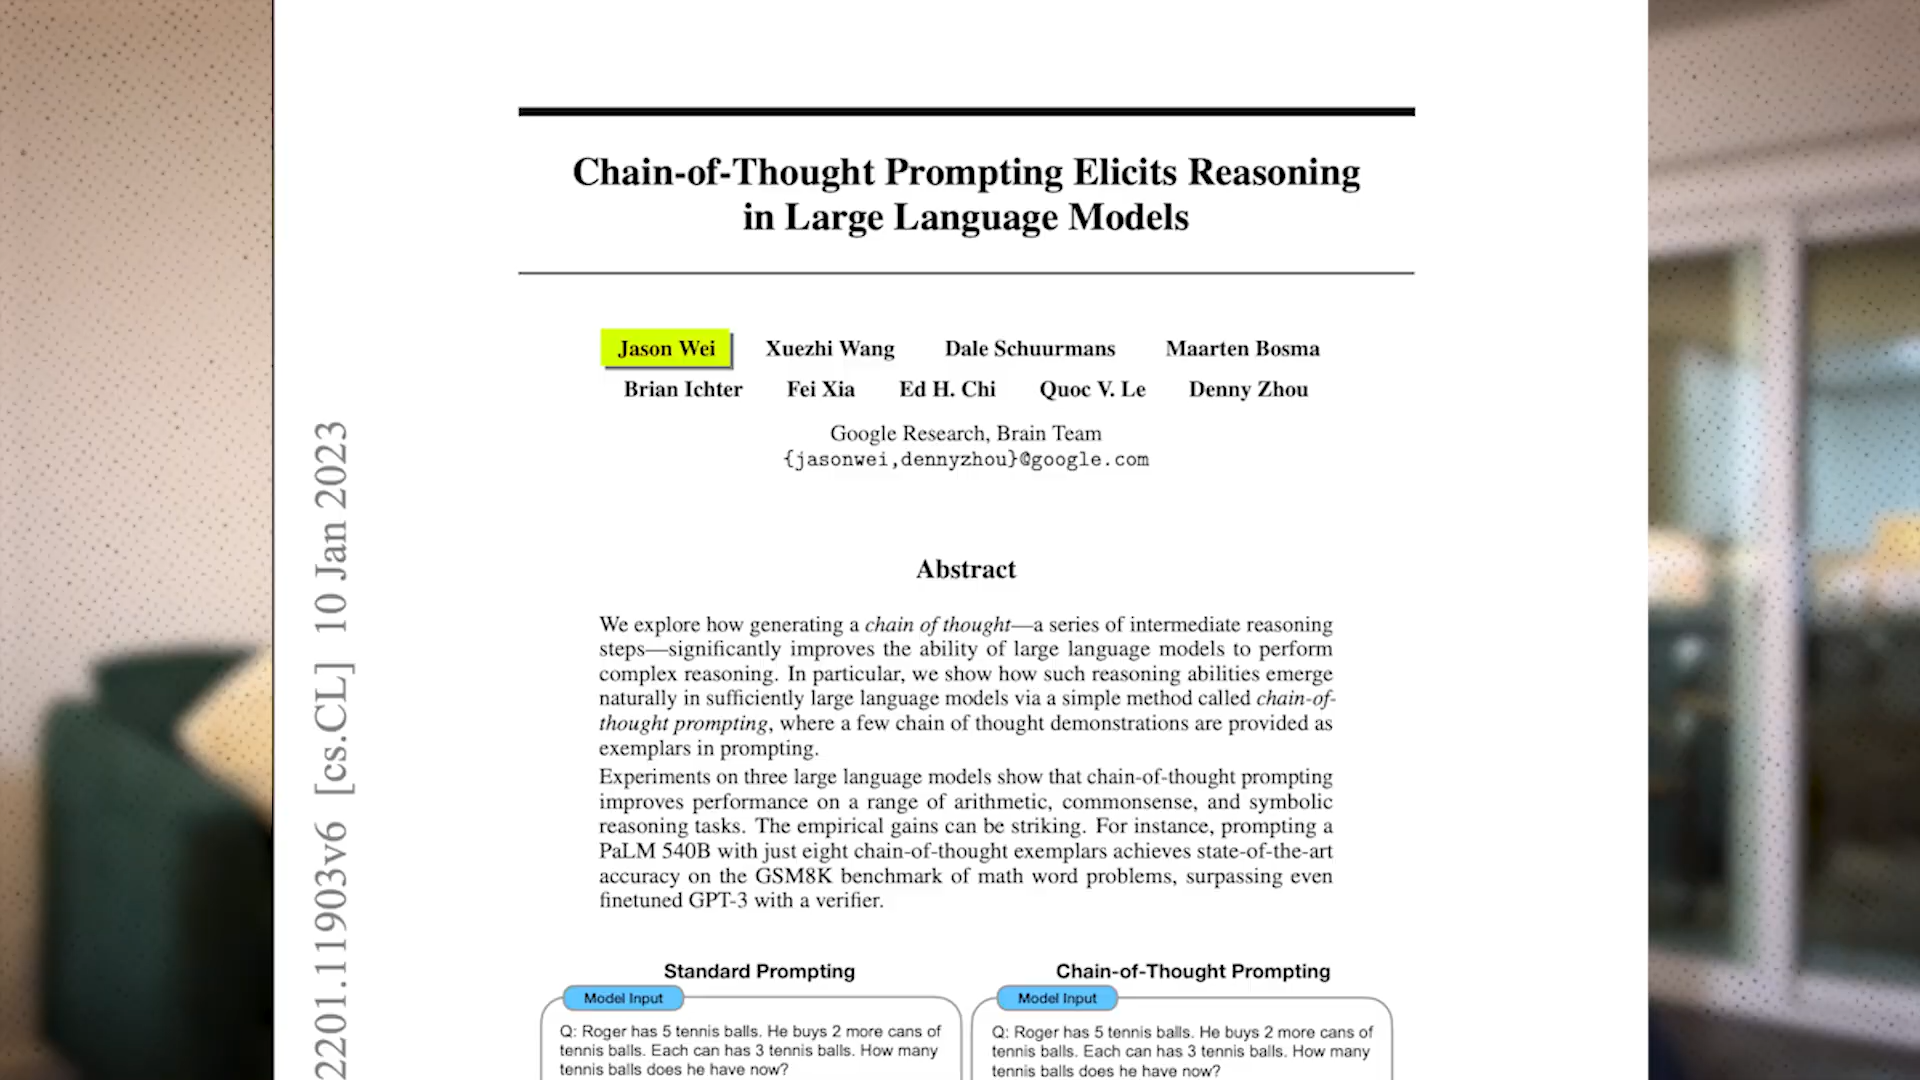 Chain-of-Thought Prompting Elicits Reasoning
in Large Language Models
Jason Wei Xuezhi Wang Dale Schuurmans Maarten Bosma
Brian Ichter Fei Xia Ed H. Chi Quoc V. Le Denny Zhou
Google Research, Brain Team
{jasonwei,dennyzhou}@google.com
Abstract
We explore how generating a chain of thought—a series of intermediate reasoning
steps—significantly improves the ability of large language models to perform
complex reasoning. In particular, we show how such reasoning abilities emerge
naturally in sufficiently large language models via a simple method called chain-of-
thought prompting, where a few chain of thought demonstrations are provided as
exemplars in prompting.
Experiments on three large language models show that chain-of-thought prompting
improves performance on a range of arithmetic, commonsense, and symbolic
reasoning tasks. The empirical gains can be striking. For instance, prompting a
PaLM 540B with just eight chain-of-thought exemplars achieves state-of-the-art
accuracy on the GSM8K benchmark of math word problems, surpassing even
finetuned GPT-3 with a verifier.
Standard Prompting
Model Input
Q: Roger has 5 tennis balls. He buys 2 more cans of
tennis balls. Each can has 3 tennis balls. How many
tennis balls does he have now?
Chain-of-Thought Prompting
Model Input
Q: Roger has 5 tennis balls. He buys 2 more cans of
tennis balls. Each can has 3 tennis balls. How many
tennis balls does he have now?
2201.11903v6 [cs.CL] 10 Jan 2023